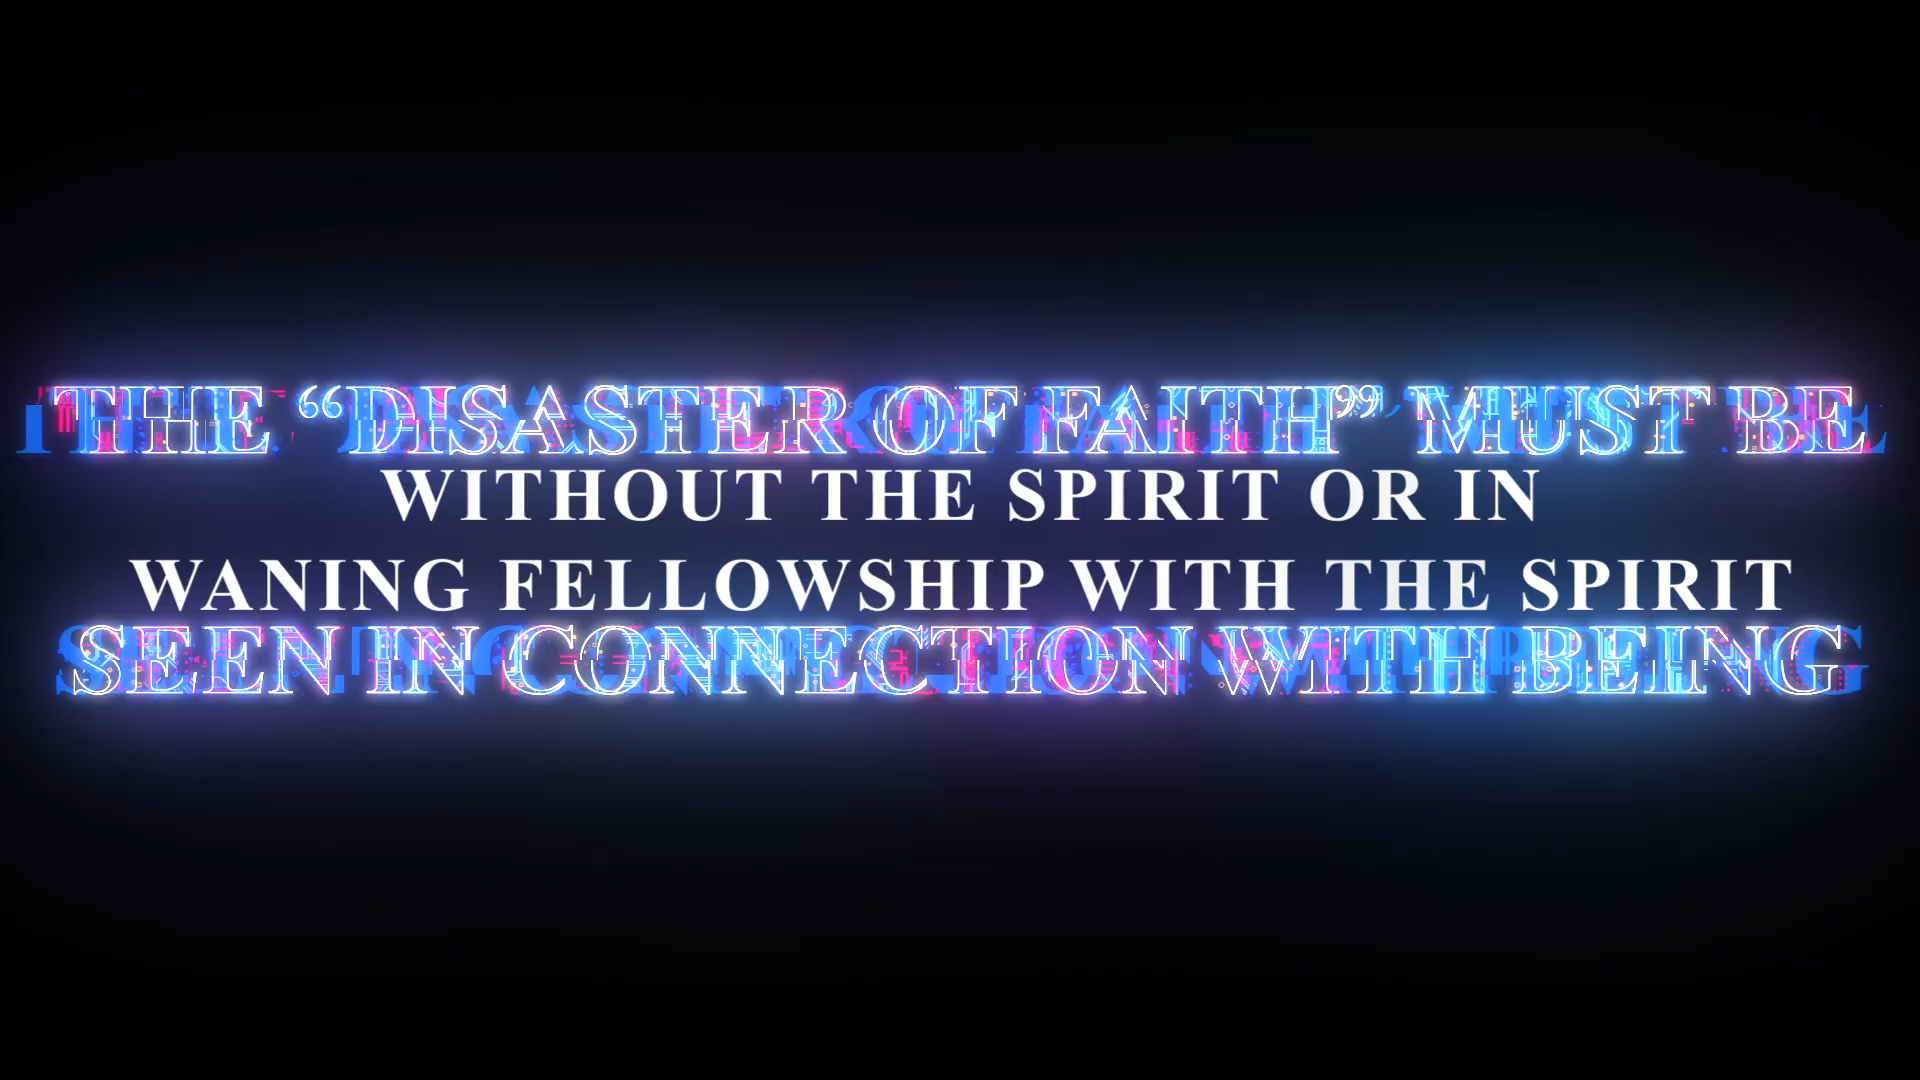 THE “DISASTER OF FAITH” MUST BE
WITHOUT THE SPIRIT OR IN
WANING FELLOWSHIP WITH THE SPIRIT
SEEN IN CONNECTION WITH BEING